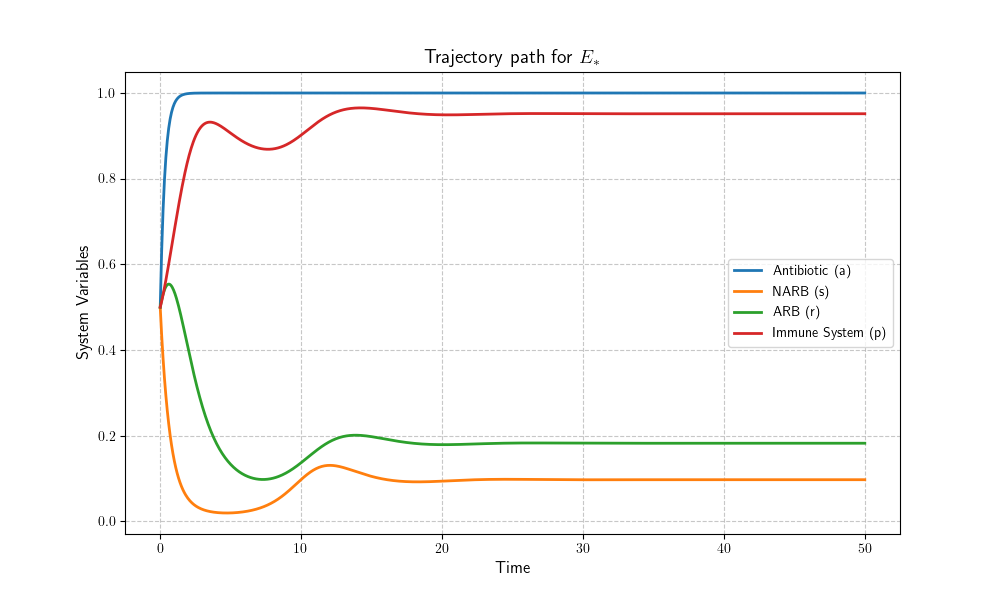 Trajectory path for E*
1.0
0.8
0.6
0.4
0.2
0.0
System Variables
Antibiotic (a)
NARB (s)
ARB (r)
Immune System (p)
0 10 20 30 40 50
Time